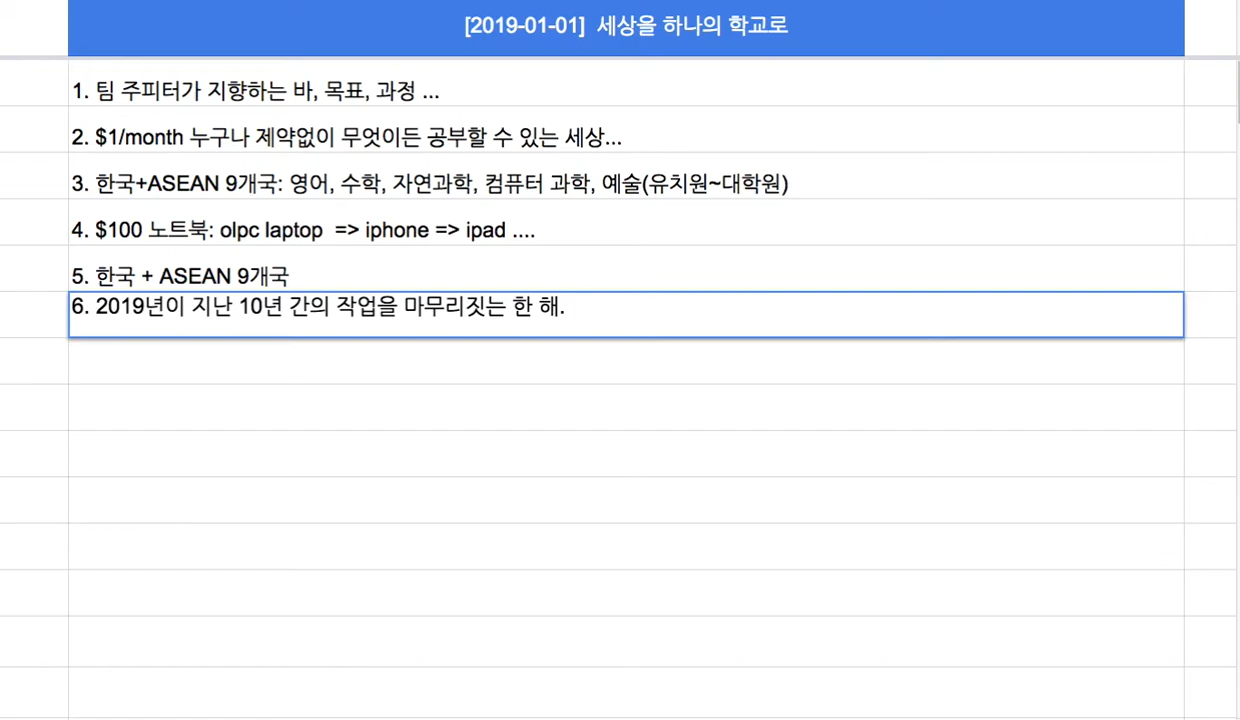 [2019-01-01]  세상을 하나의 학교로
1. 팀 주피터가 지향하는 바, 목표, 과정 ...
2. $1/month 누구나 제약없이 무엇이든 공부할 수 있는 세상...
3. 한국+ASEAN 9개국: 영어, 수학, 자연과학, 컴퓨터 과학, 예술(유치원~대학원)
4. $100 노트북: olpc laptop  => iphone => ipad ....
5. 한국 + ASEAN 9개국
6. 2019년이 지난 10년 간의 작업을 마무리짓는 한 해.